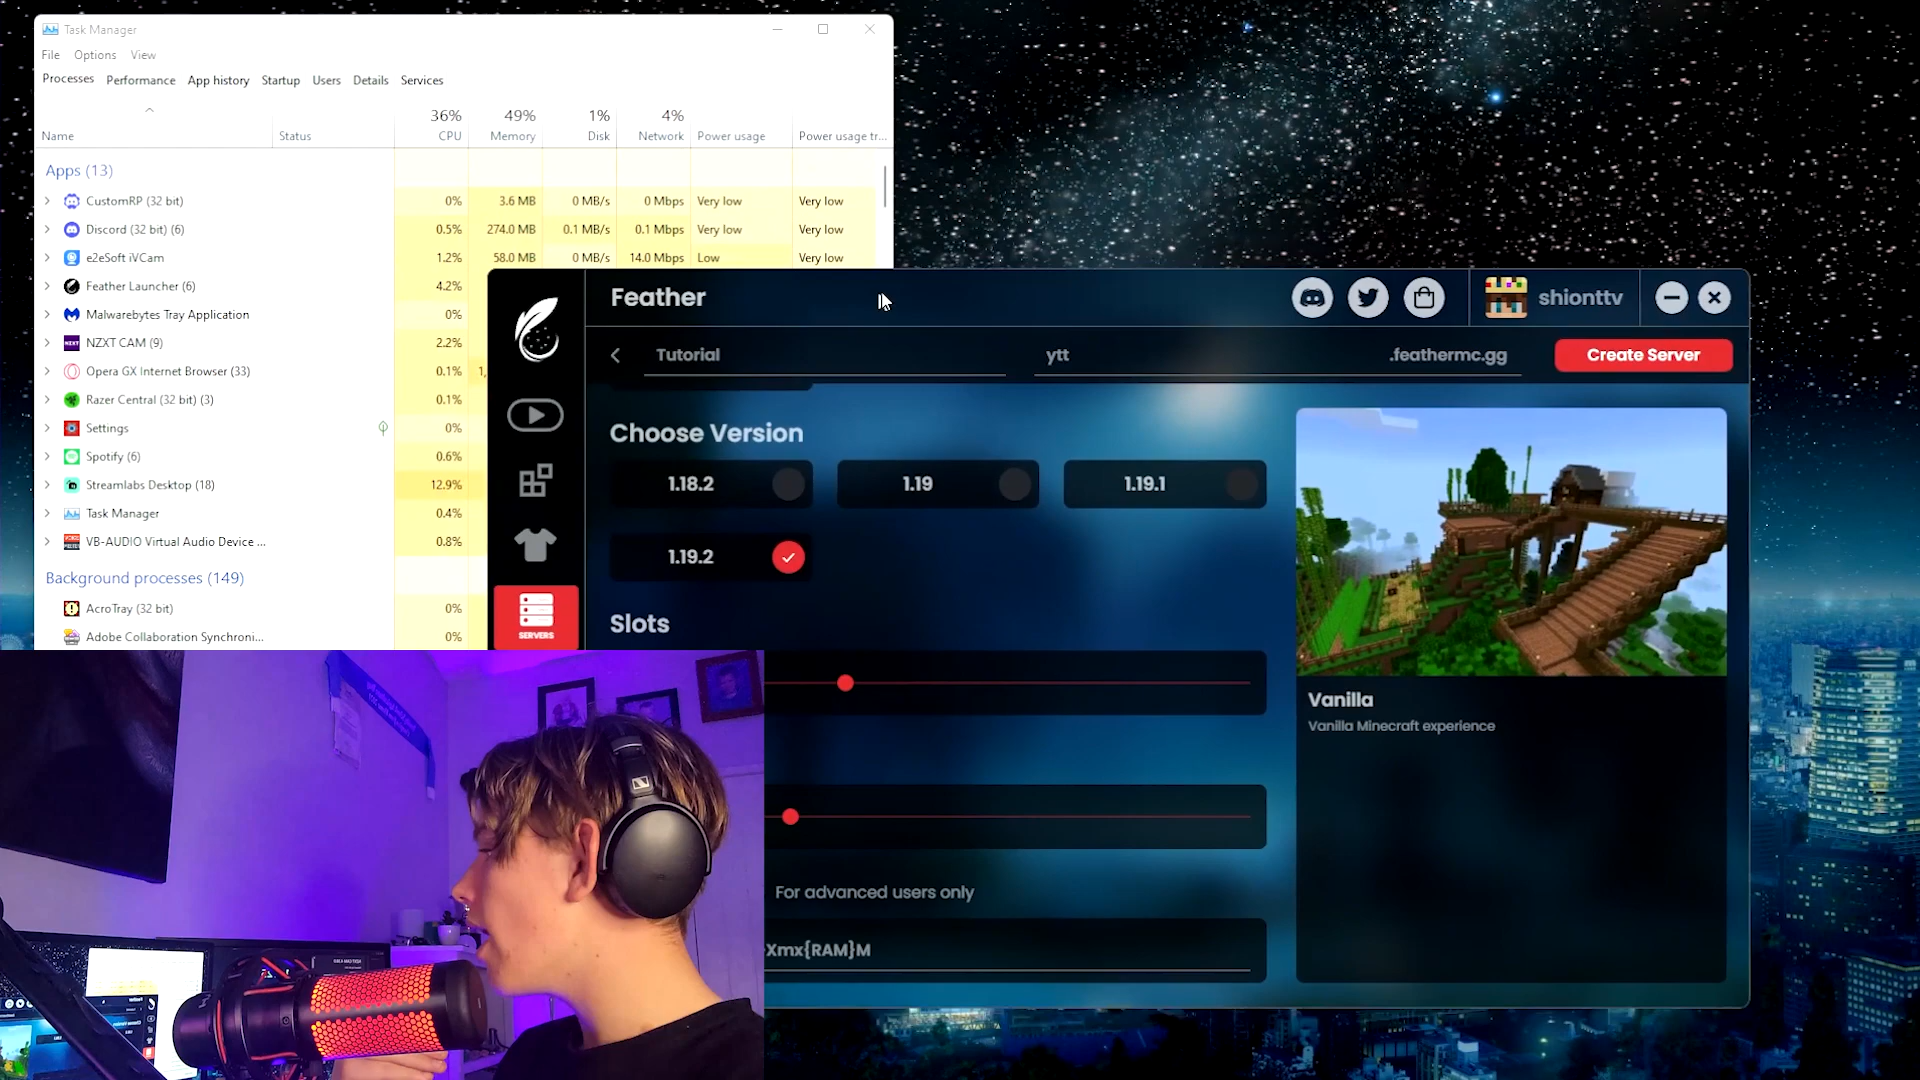 Task Manager
File Options View
Processes Performance App history Startup Users Details Services
36% 49% 1% 4%
Name Status CPU Memory Disk Network Power usage Power usage tr...
Apps (13)
CustomRP (32 bit) 0% 3.6 MB 0 MB/s 0 Mbps Very low Very low
Discord (32 bit) (6) 0.5% 274.0 MB 0.1 MB/s 0.1 Mbps Very low Very low
e2eSoft iVCam 1.2% 58.0 MB 0 MB/s 14.0 Mbps Low Very low
Feather Launcher (6) 4.2%
Malwarebytes Tray Application 0%
NZXT CAM (9) 2.2%
Opera GX Internet Browser (33) 0.1% 1,
Razer Central (32 bit) (3) 0.1%
Settings 0%
Spotify (6) 0.6%
Streamlabs Desktop (18) 12.9%
Task Manager 0.4%
VB-AUDIO Virtual Audio Device ... 0.8%
Background processes (149)
AcroTray (32 bit) 0%
Adobe Collaboration Synchroni... 0%
Feather
shionttv
Tutorial ytt .feathermc.gg Create Server
Choose Version
1.18.2 1.19 1.19.1
1.19.2
SERVERS
Slots
For advanced users only
Xmx{RAM}M
Vanilla
Vanilla Minecraft experience